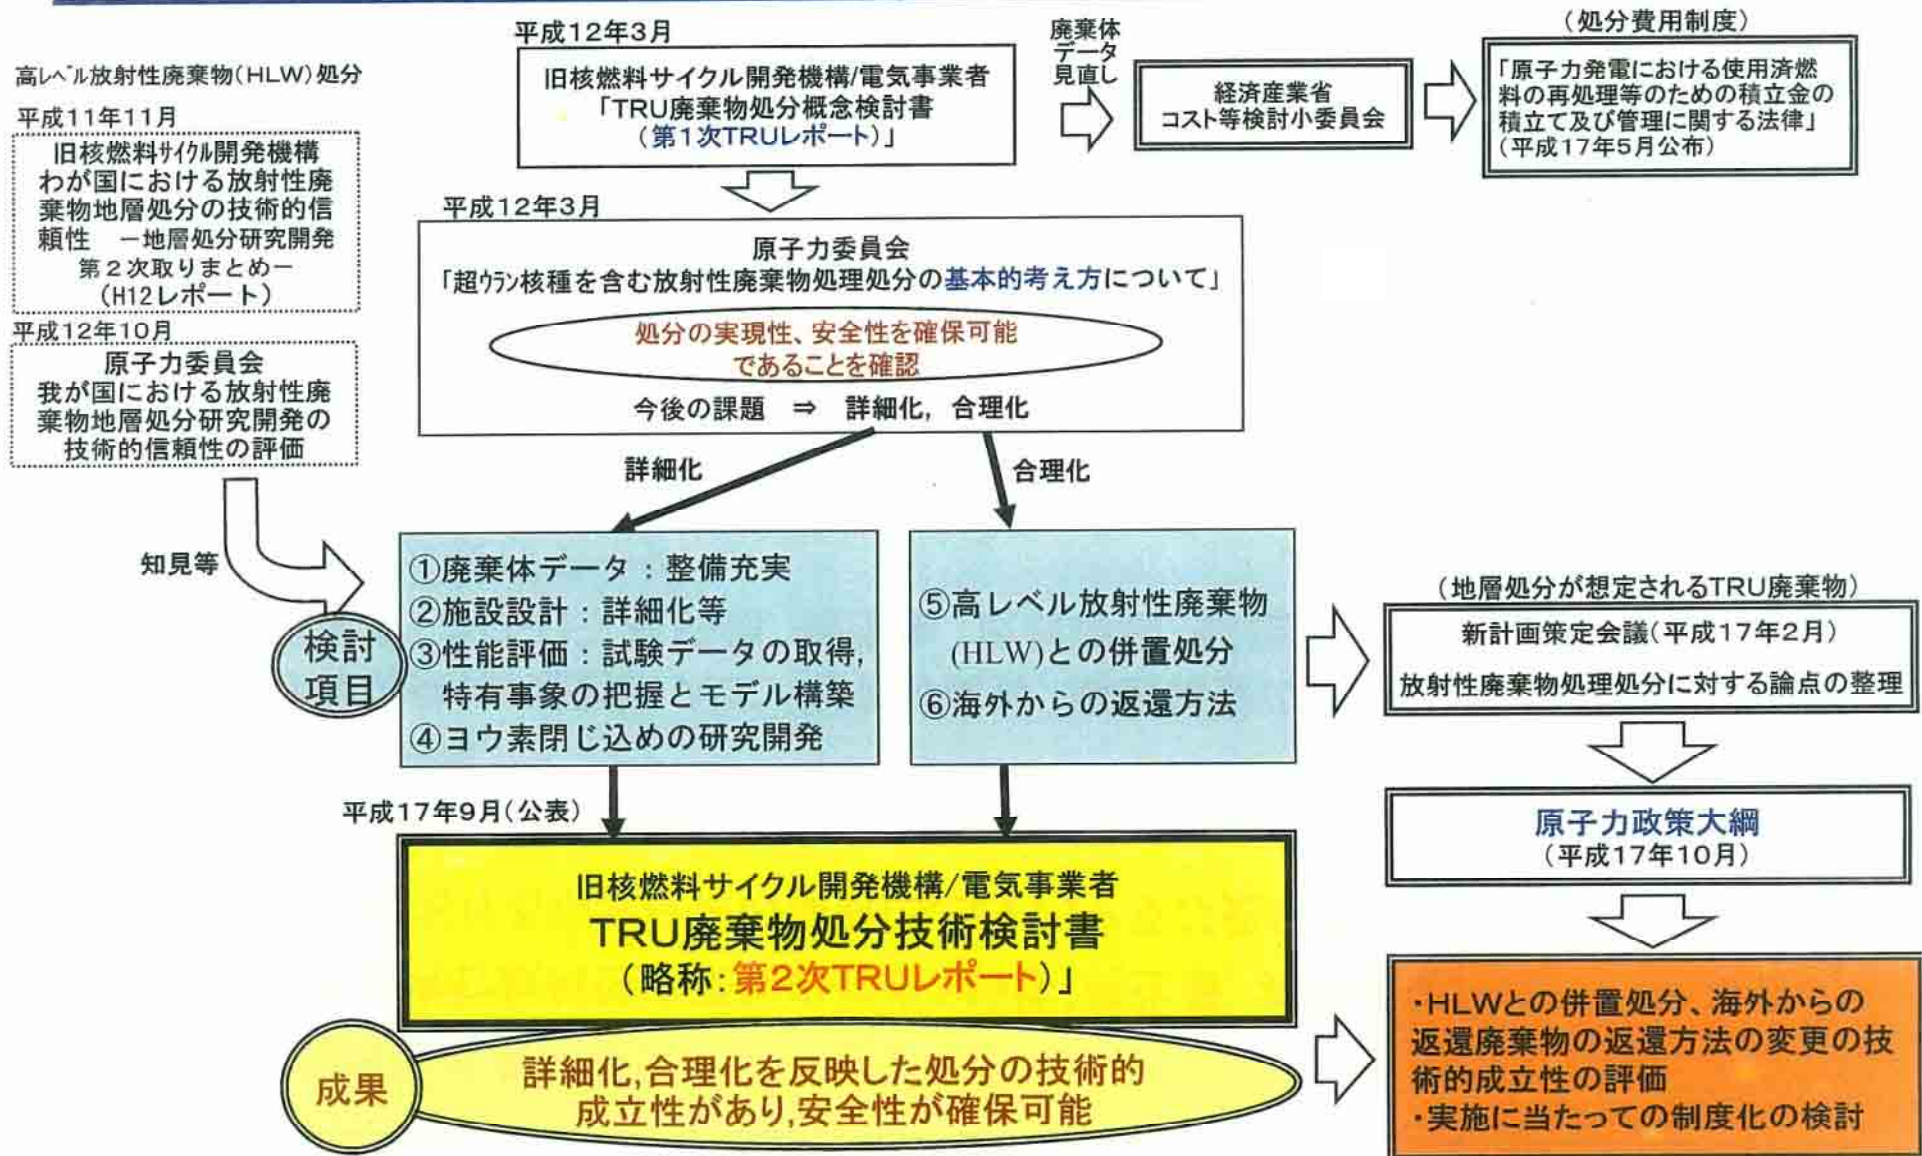 高レベル放射性廃棄物(HLW)処分
平成11年11月
旧核燃料サイクル開発機構
わが国における放射性廃
棄物地層処分の技術的信
頼性 －地層処分研究開発
第２次取りまとめ－
(H12レポート)
平成12年10月
原子力委員会
我が国における放射性廃
棄物地層処分研究開発の
技術的信頼性の評価
知見等
平成12年3月
旧核燃料サイクル開発機構/電気事業者
「TRU廃棄物処分概念検討書
(第1次TRUレポート)」
廃棄体
データ
見直し
経済産業省
コスト等検討小委員会
(処分費用制度)
「原子力発電における使用済燃
料の再処理等のための積立金の
積立て及び管理に関する法律」
(平成17年5月公布)
平成12年3月
原子力委員会
「超ウラン核種を含む放射性廃棄物処理処分の基本的考え方について」
処分の実現性、安全性を確保可能
であることを確認
今後の課題 ⇒ 詳細化, 合理化
詳細化
合理化
検討
項目
①廃棄体データ：整備充実
②施設設計：詳細化等
③性能評価：試験データの取得,
特有事象の把握とモデル構築
④ヨウ素閉じ込めの研究開発
⑤高レベル放射性廃棄物
(HLW)との併置処分
⑥海外からの返還方法
(地層処分が想定されるTRU廃棄物)
新計画策定会議(平成17年2月)
放射性廃棄物処理処分に対する論点の整理
原子力政策大綱
(平成17年10月)
平成17年9月(公表)
旧核燃料サイクル開発機構/電気事業者
TRU廃棄物処分技術検討書
(略称:第2次TRUレポート)」
成果
詳細化,合理化を反映した処分の技術的
成立性があり,安全性が確保可能
・HLWとの併置処分、海外からの
返還廃棄物の返還方法の変更の技
術的成立性の評価
・実施に当たっての制度化の検討